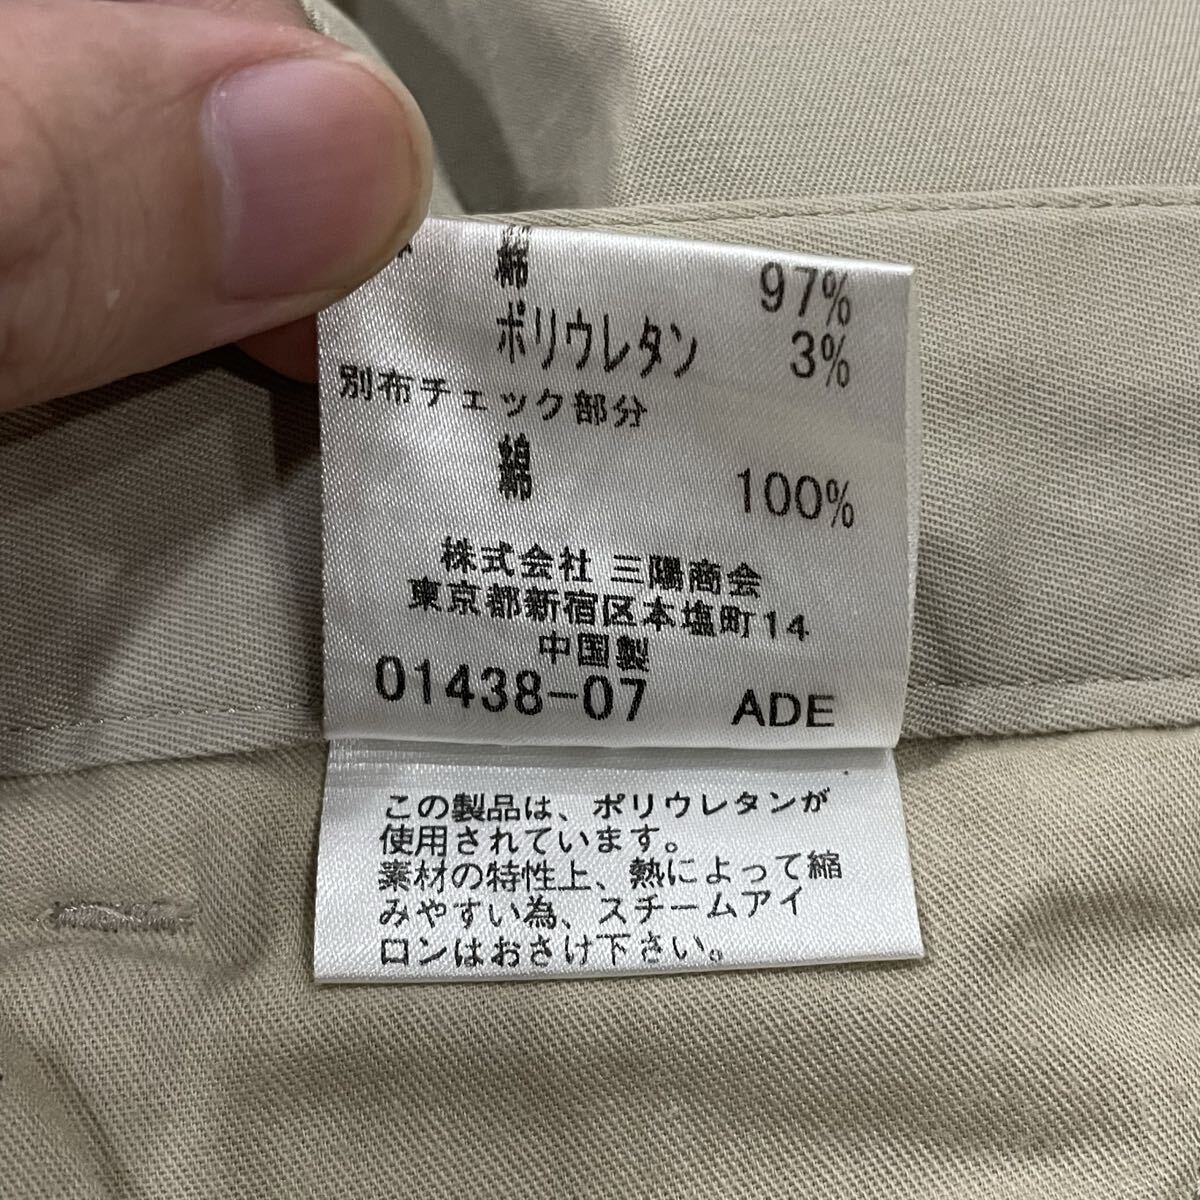 綿 97%
ポリウレタン 3%
別布チェック部分
綿 100%
株式会社 三陽商会
東京都新宿区本塩町14
中国製
01438-07 ADE
この製品は、ポリウレタンが
使用されています。
素材の特性上、熱によって縮
みやすい為、スチームアイ
ロンはおさけ下さい。